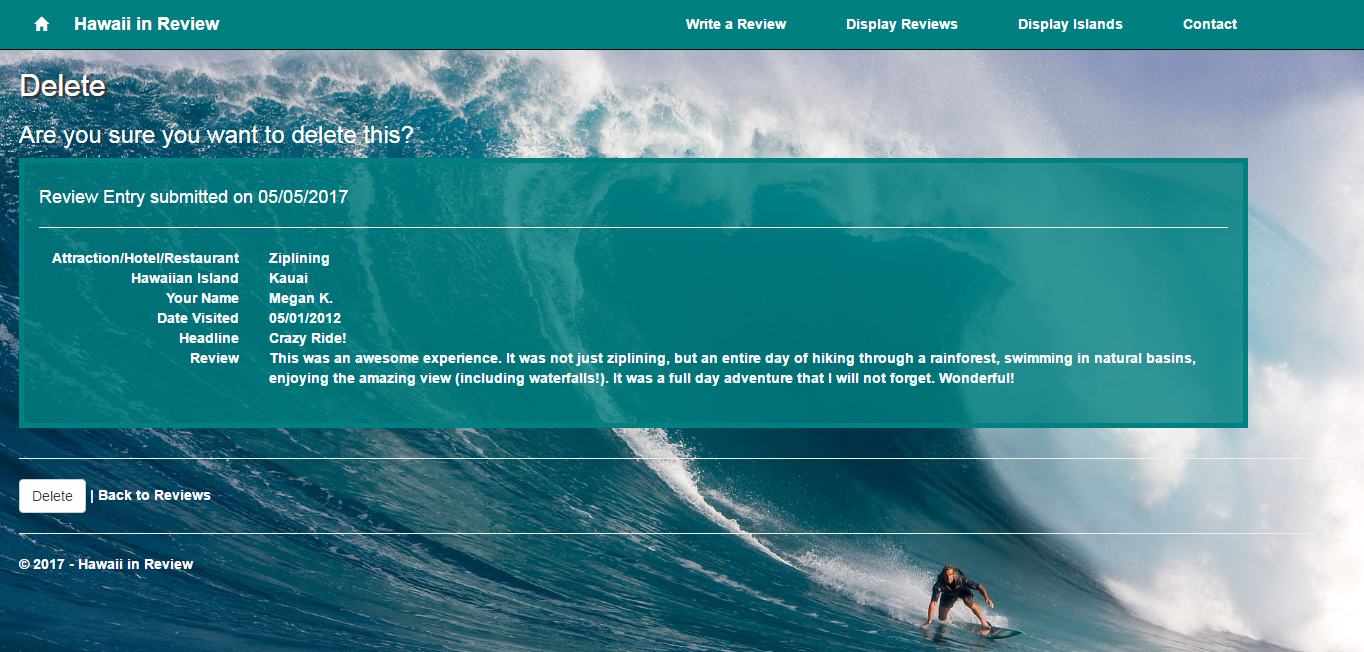 Hawaii in Review Write a Review Display Reviews Display Islands Contact
Delete
Are you sure you want to delete this?
Review Entry submitted on 05/05/2017
Attraction/Hotel/Restaurant Ziplining
Hawaiian Island Kauai
Your Name Megan K.
Date Visited 05/01/2012
Headline Crazy Ride!
Review This was an awesome experience. It was not just ziplining, but an entire day of hiking through a rainforest, swimming in natural basins,
enjoying the amazing view (including waterfalls!). It was a full day adventure that I will not forget. Wonderful!
Delete | Back to Reviews
© 2017 - Hawaii in Review